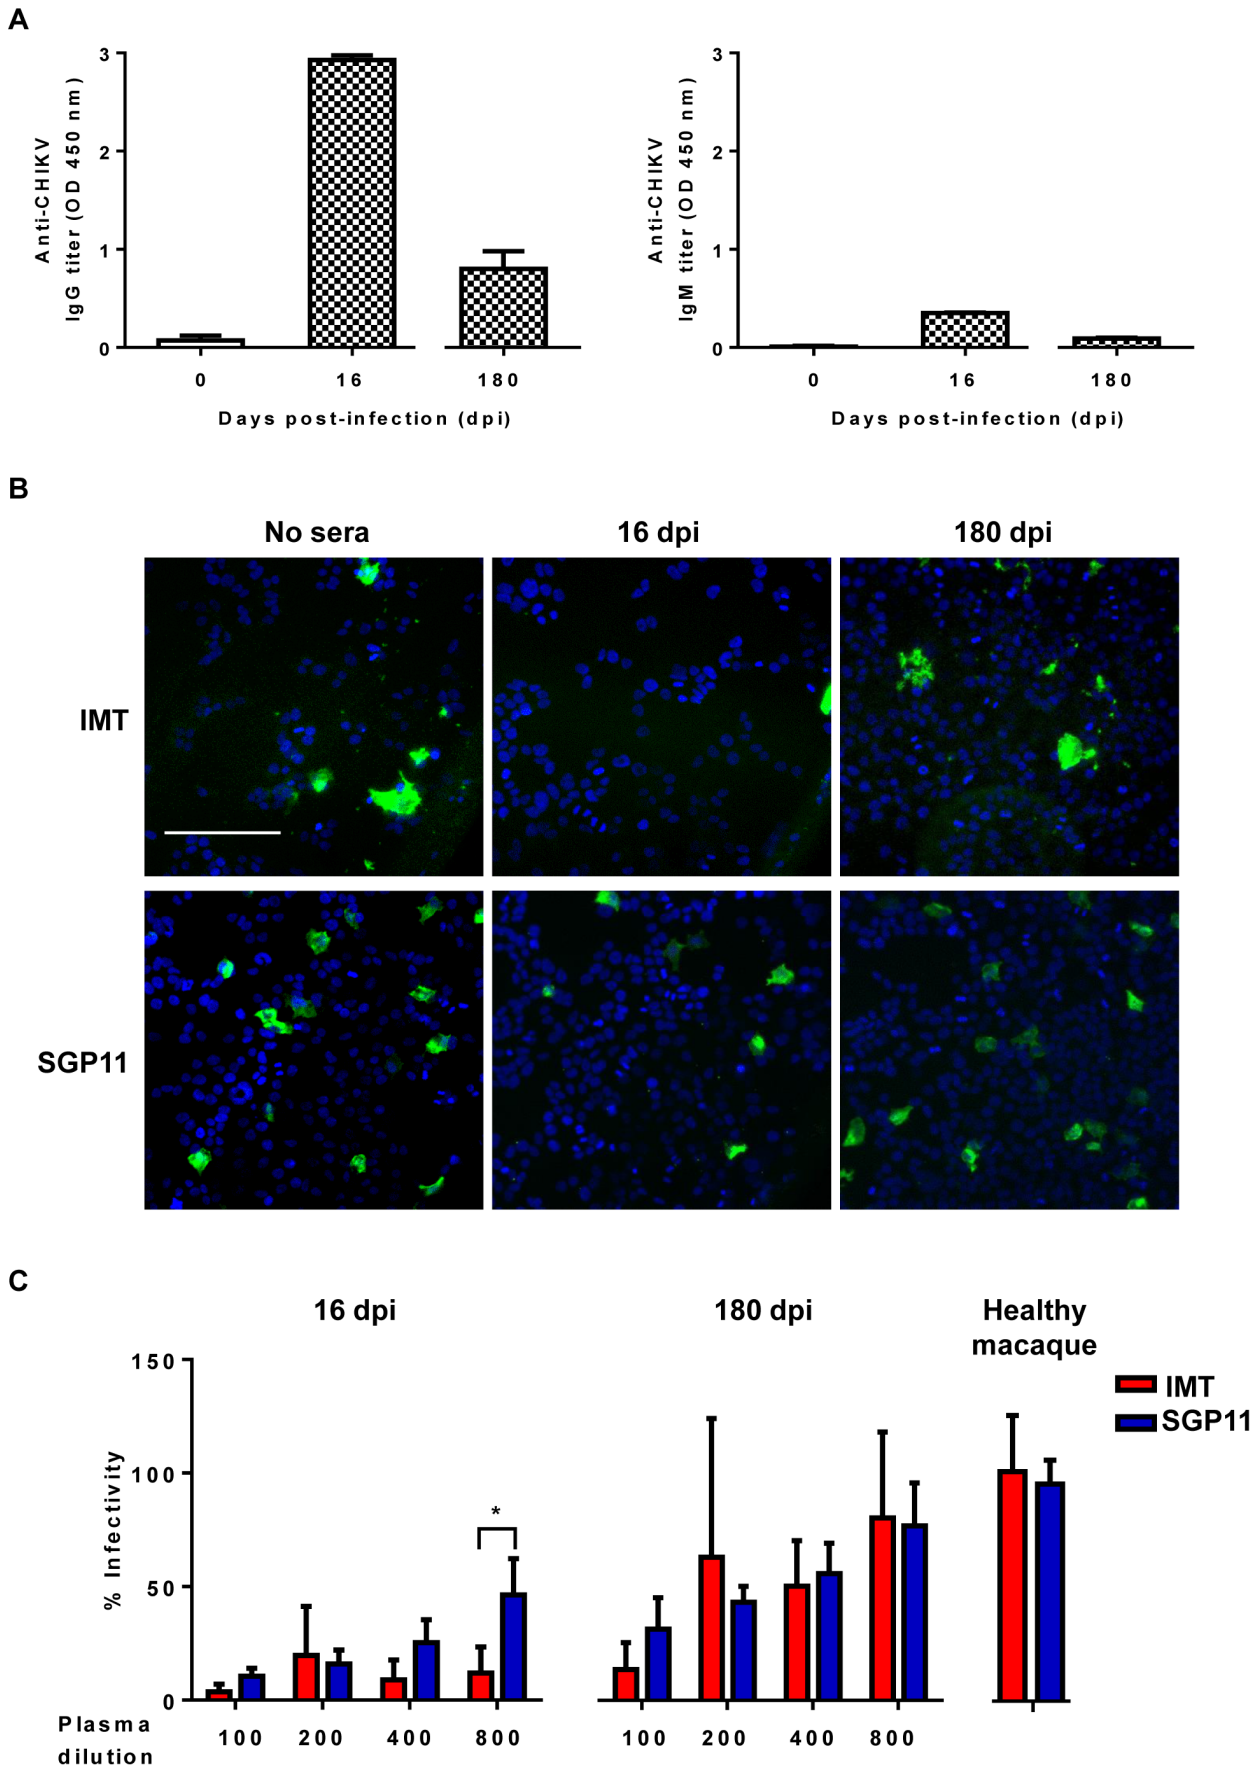 A
Anti-CHIKV
IgG titer (OD 450 nm)
3
2
1
0
0 16 180
Days post-infection (dpi)
Anti-CHIKV
IgM titer (OD 450 nm)
3
2
1
0
0 16 180
Days post-infection (dpi)
B
No sera 16 dpi 180 dpi
IMT
SGP11
C
16 dpi 180 dpi Healthy
macaque
IMT
SGP11
% Infectivity
150
100
50
0
Plasma
dilution
100 200 400 800 100 200 400 800
*